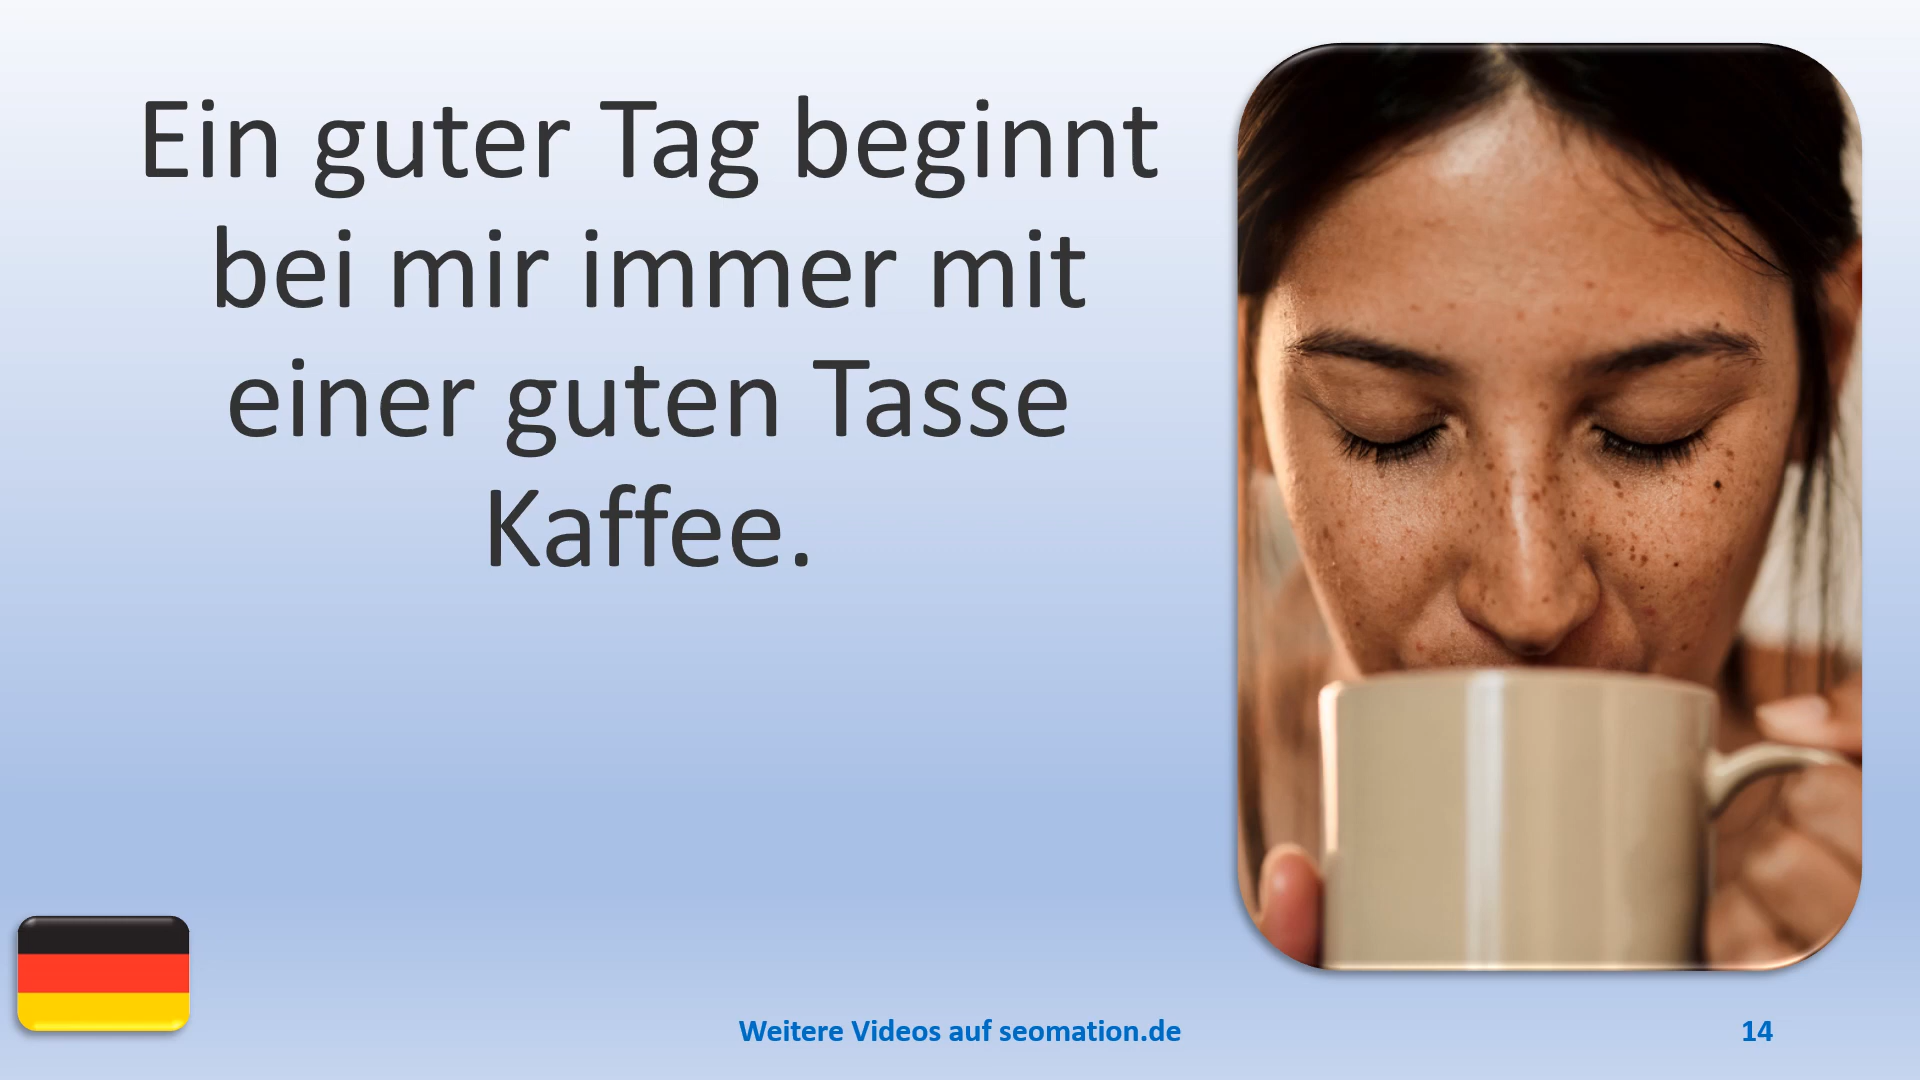 Ein guter Tag beginnt
bei mir immer mit
einer guten Tasse
Kaffee.
Weitere Videos auf seomation.de
14